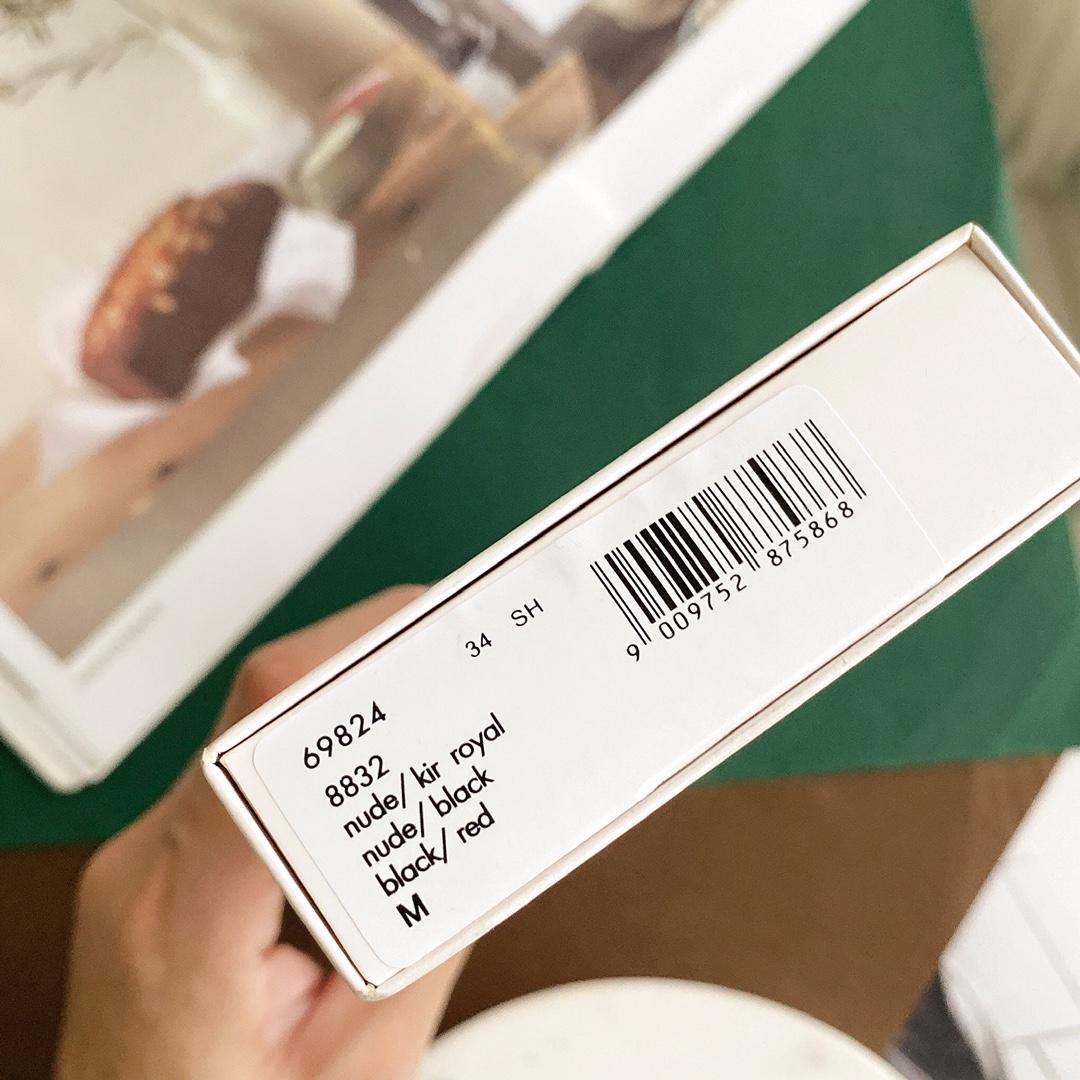 34 SH
9 009752 875868
69824
8832
nude/ kir royal
nude/ black
black/ red
M